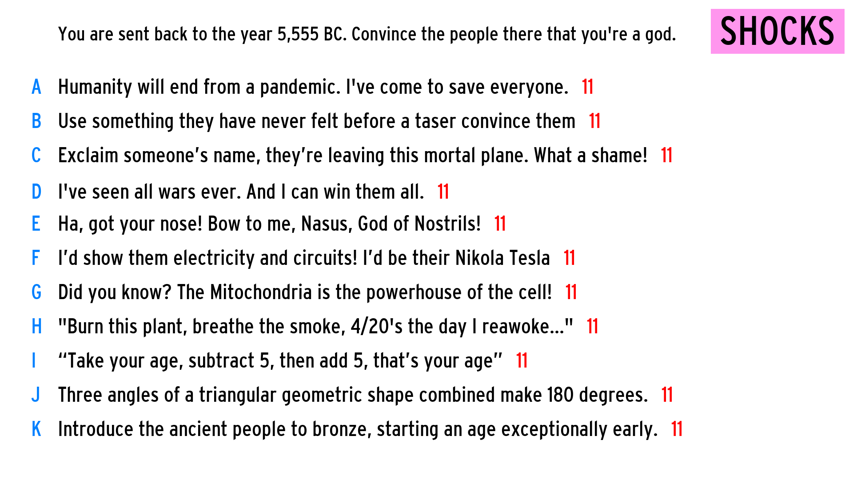 You are sent back to the year 5,555 BC. Convince the people there that you're a god.
SHOCKS
A Humanity will end from a pandemic. I've come to save everyone. 11
B Use something they have never felt before a taser convince them 11
C Exclaim someone’s name, they’re leaving this mortal plane. What a shame! 11
D I've seen all wars ever. And I can win them all. 11
E Ha, got your nose! Bow to me, Nasus, God of Nostrils! 11
F I’d show them electricity and circuits! I’d be their Nikola Tesla 11
G Did you know? The Mitochondria is the powerhouse of the cell! 11
H "Burn this plant, breathe the smoke, 4/20's the day I reawoke..." 11
I “Take your age, subtract 5, then add 5, that’s your age” 11
J Three angles of a triangular geometric shape combined make 180 degrees. 11
K Introduce the ancient people to bronze, starting an age exceptionally early. 11